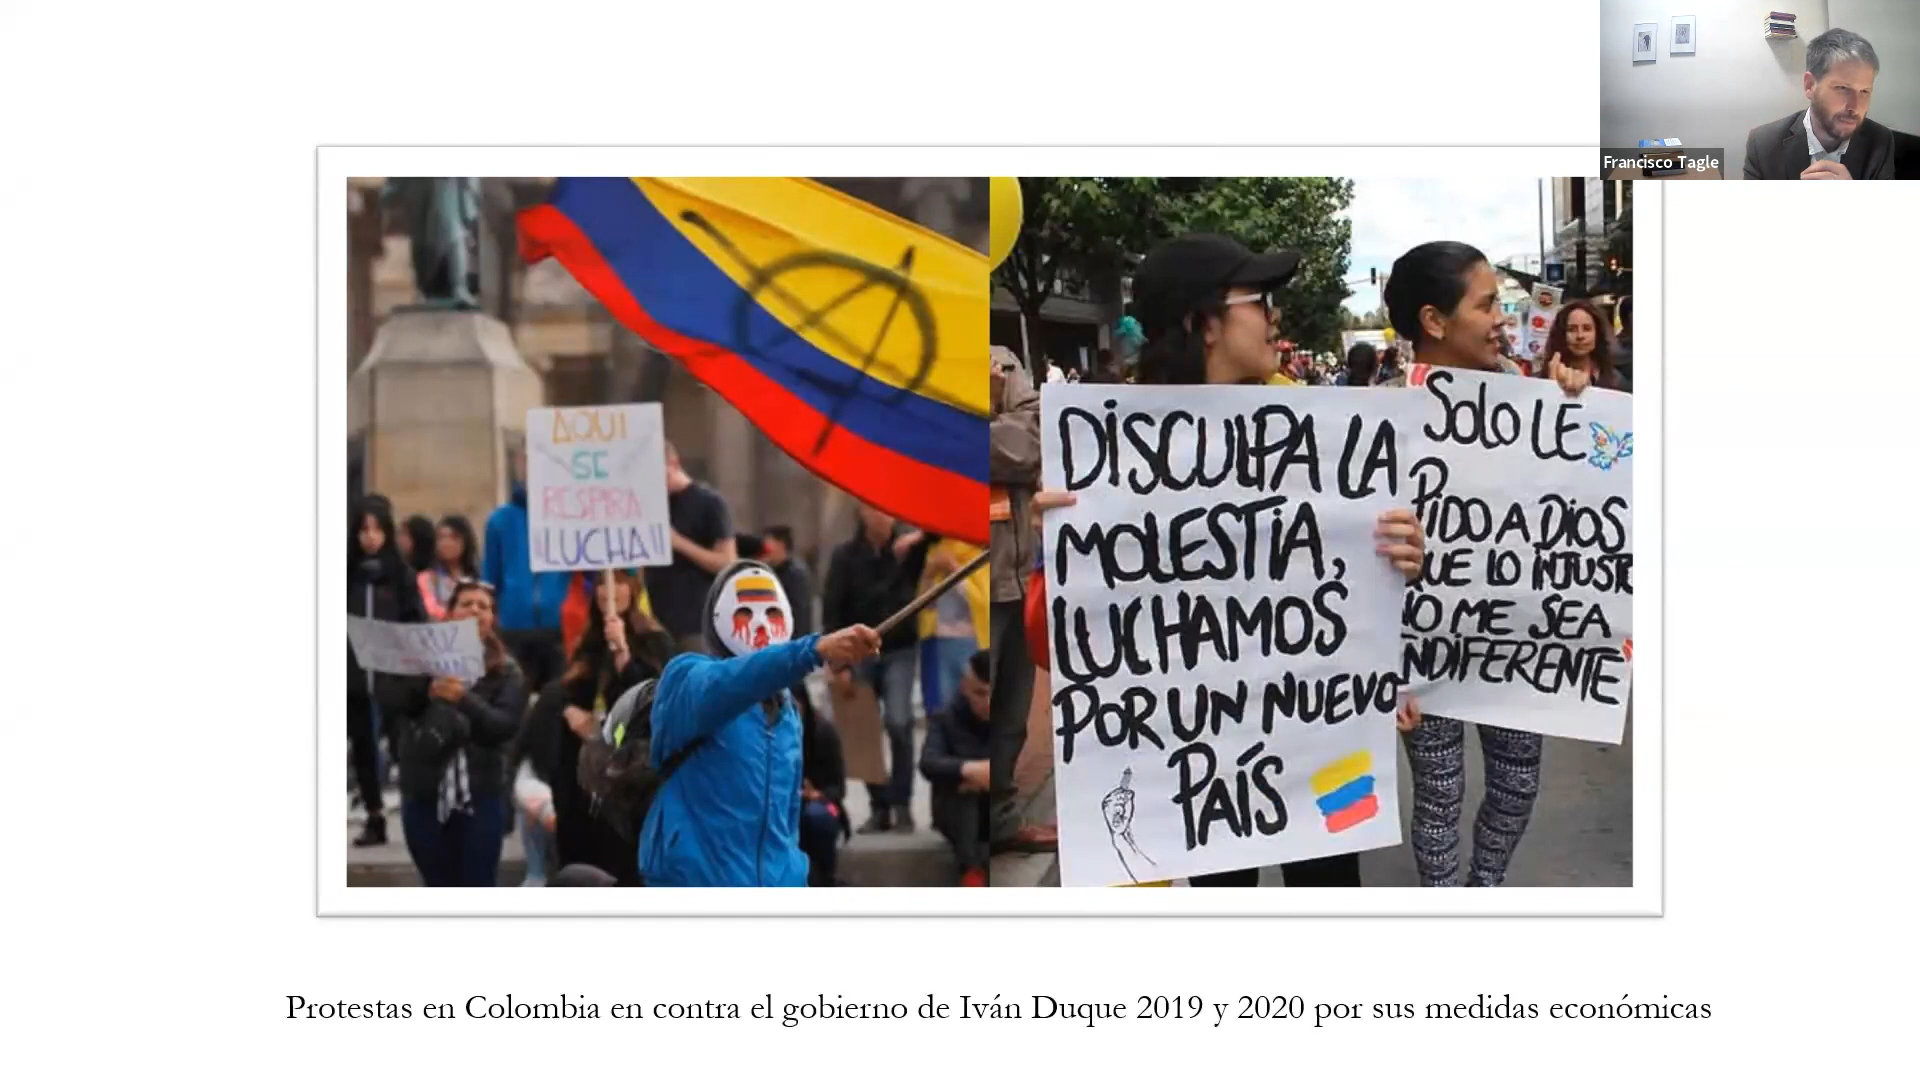 Francisco Tagle
AQUI
SE
RESPIRA
"LUCHA"
DISCULPA LA
MOLESTIA,
LUCHAMOS
POR UN NUEVO
PAÍS
SOLO LE
PIDO A DIOS
QUE LO INJUSTO
NO ME SEA
INDIFERENTE
Protestas en Colombia en contra el gobierno de Iván Duque 2019 y 2020 por sus medidas económicas